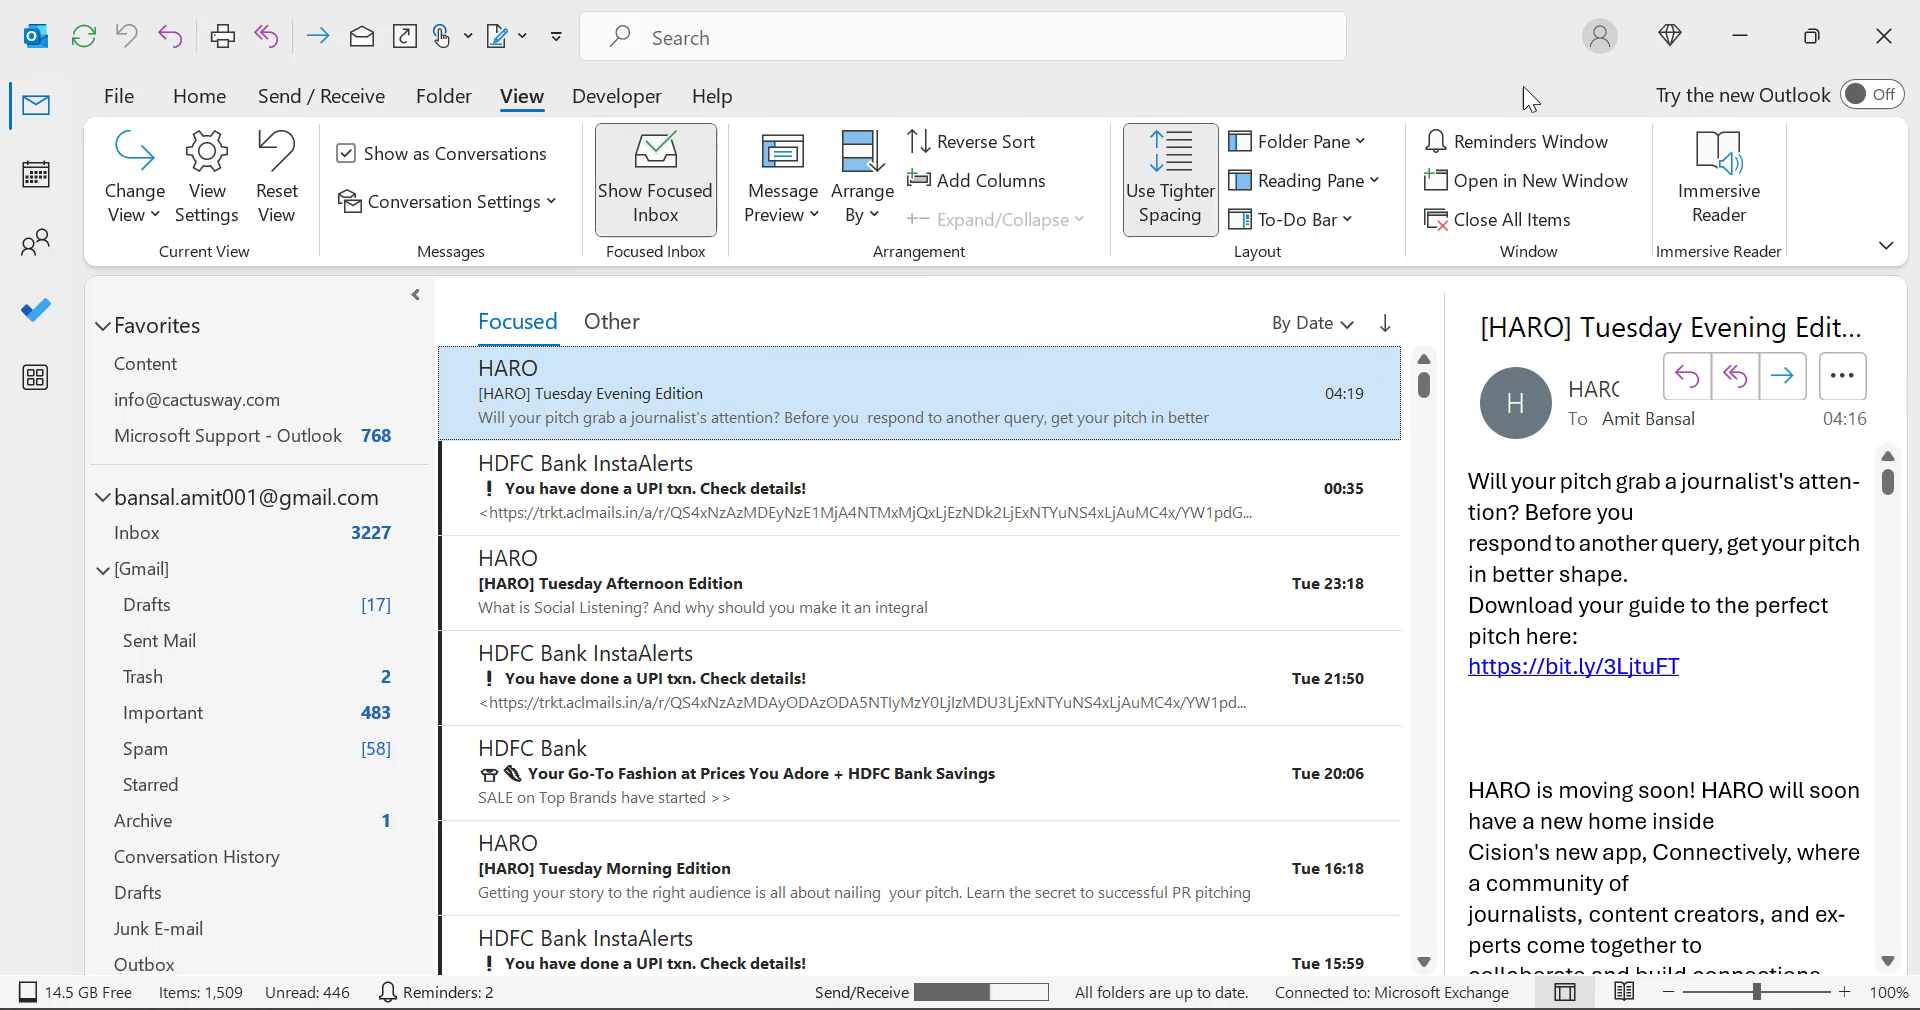 Search
File Home Send / Receive Folder View Developer Help
Try the new Outlook Off
Change View
View Settings
Reset View
Current View
Show as Conversations
Conversation Settings
Messages
Show Focused Inbox
Focused Inbox
Message Preview
Arrange By
Reverse Sort
Add Columns
Expand/Collapse
Arrangement
Use Tighter Spacing
Folder Pane
Reading Pane
To-Do Bar
Layout
Reminders Window
Open in New Window
Close All Items
Window
Immersive Reader
Immersive Reader
Favorites
Content
info@cactusway.com
Microsoft Support - Outlook 768
bansal.amit001@gmail.com
Inbox 3227
[Gmail]
Drafts [17]
Sent Mail
Trash 2
Important 483
Spam [58]
Starred
Archive 1
Conversation History
Drafts
Junk E-mail
Outbox
Focused Other
By Date
HARO
[HARO] Tuesday Evening Edition 04:19
Will your pitch grab a journalist's attention? Before you respond to another query, get your pitch in better
HDFC Bank InstaAlerts
! You have done a UPI txn. Check details! 00:35
HARO
[HARO] Tuesday Afternoon Edition Tue 23:18
What is Social Listening? And why should you make it an integral
HDFC Bank InstaAlerts
! You have done a UPI txn. Check details! Tue 21:50
HDFC Bank
Your Go-To Fashion at Prices You Adore + HDFC Bank Savings Tue 20:06
SALE on Top Brands have started >>
HARO
[HARO] Tuesday Morning Edition Tue 16:18
Getting your story to the right audience is all about nailing your pitch. Learn the secret to successful PR pitching
HDFC Bank InstaAlerts
! You have done a UPI txn. Check details! Tue 15:59
[HARO] Tuesday Evening Edit...
H
HARO
To Amit Bansal 04:16
Will your pitch grab a journalist's atten-
tion? Before you
respond to another query, get your pitch
in better shape.
Download your guide to the perfect
pitch here:
https://bit.ly/3LjtuFT
HARO is moving soon! HARO will soon
have a new home inside
Cision's new app, Connectively, where
a community of
journalists, content creators, and ex-
perts come together to
14.5 GB Free Items: 1,509 Unread: 446 Reminders: 2 Send/Receive All folders are up to date. Connected to: Microsoft Exchange 100%